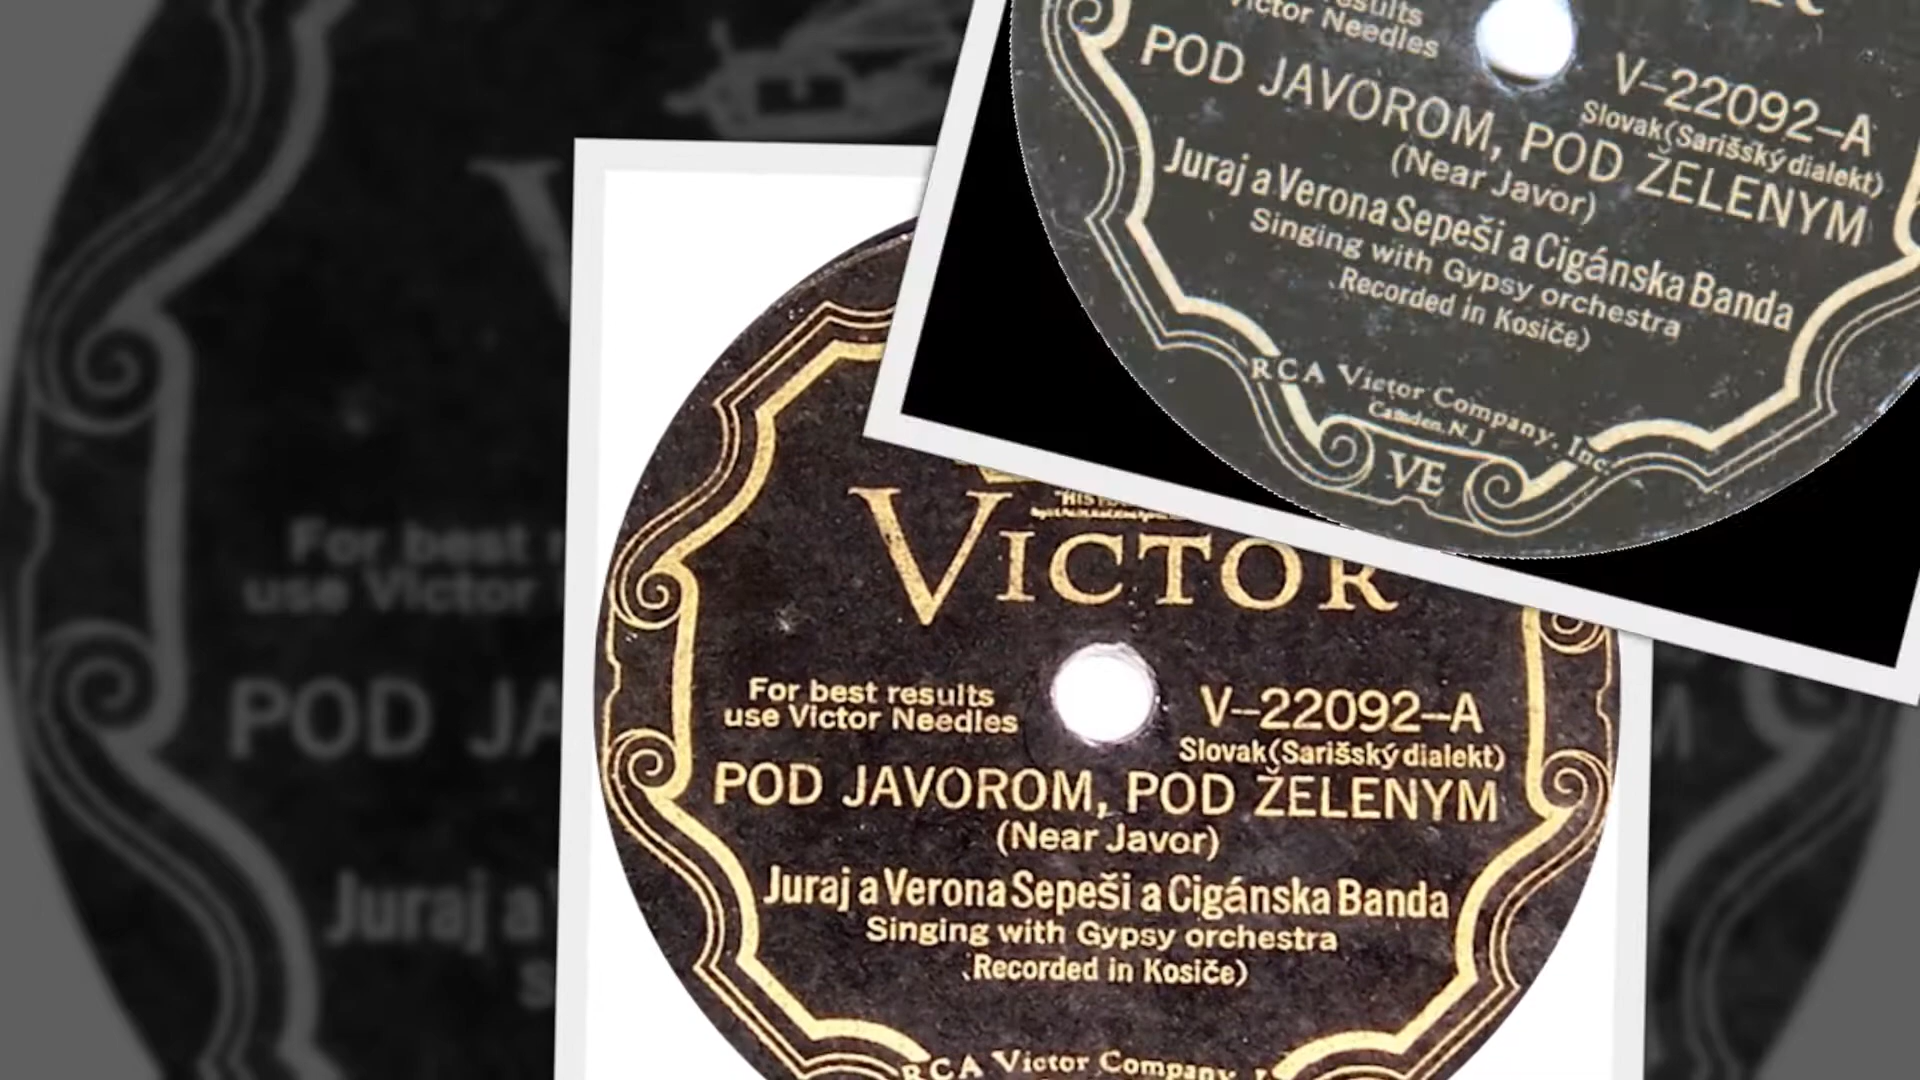 esults
Victor Needles
V–22092–A
Slovak (Sarišský dialekt)
POD JAVOROM, POD ŽELENYM
(Near Javor)
Juraj a Verona Sepeši a Cigánska Banda
Singing with Gypsy orchestra
Recorded in Kosiče)
RCA Victor Company, Inc.
Camden, N. J
VE
VICTOR
For best results
use Victor Needles
V–22092–A
Slovak (Sarišský dialekt)
POD JAVOROM, POD ŽELENYM
(Near Javor)
Juraj a Verona Sepeši a Cigánska Banda
Singing with Gypsy orchestra
Recorded in Kosiče)
RCA Victor Company, I
For best
use Victor
POD JA
Juraj a
S